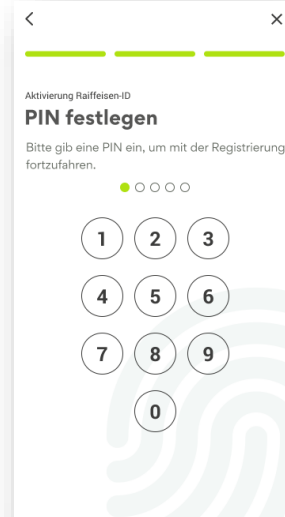 Aktivierung Raiffeisen-ID
PIN festlegen
Bitte gib eine PIN ein, um mit der Registrierung
fortzufahren.
1 2 3
4 5 6
7 8 9
0